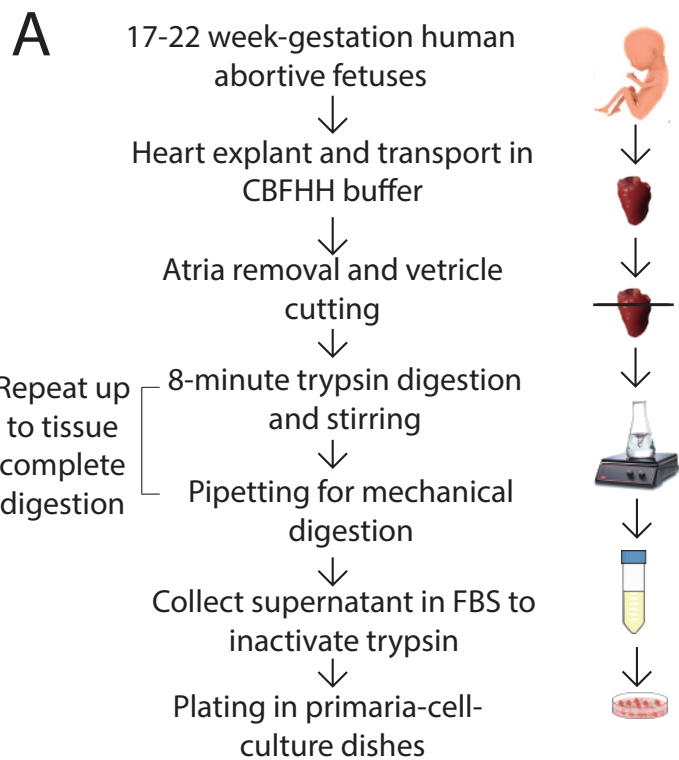 A
17-22 week-gestation human
abortive fetuses
Heart explant and transport in
CBFHH buffer
Atria removal and vetricle
cutting
Repeat up
to tissue
complete
digestion
8-minute trypsin digestion
and stirring
Pipetting for mechanical
digestion
Collect supernatant in FBS to
inactivate trypsin
Plating in primaria-cell-
culture dishes